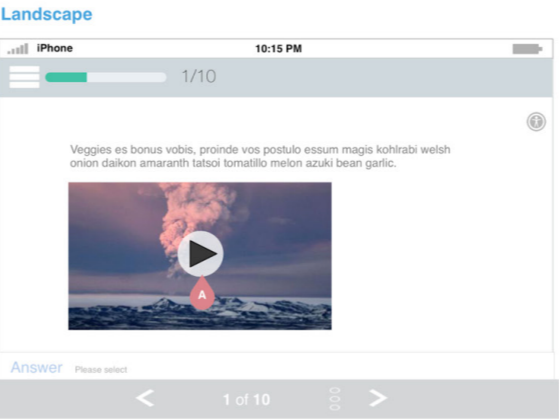 Landscape
iPhone
10:15 PM
1/10
Veggies es bonus vobis, proinde vos postulo essum magis kohlrabi welsh
onion daikon amaranth tatsoi tomatillo melon azuki bean garlic.
A
Answer Please select
1 of 10